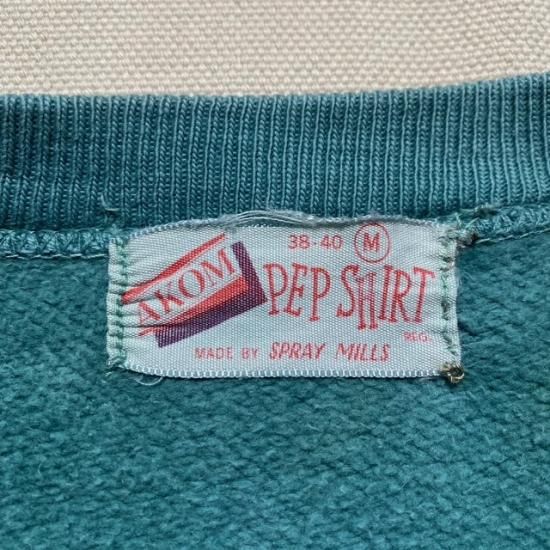 38-40 M
AKOM
PEP SHIRT
REG.
MADE BY SPRAY MILLS